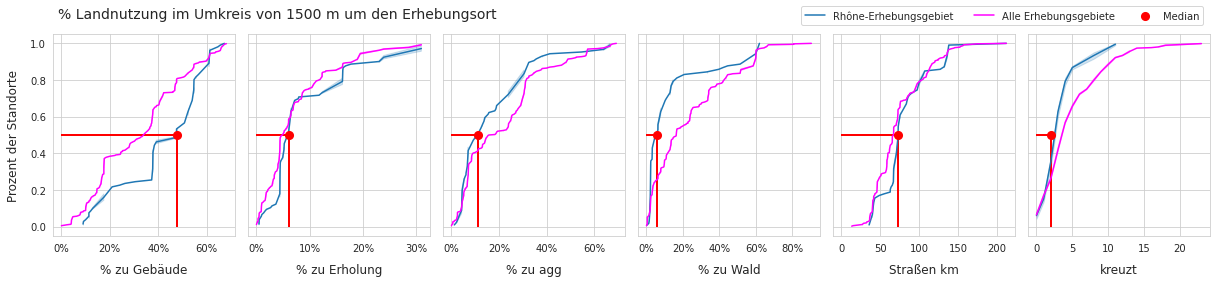 % Landnutzung im Umkreis von 1500 m um den Erhebungsort
Rhône-Erhebungsgebiet Alle Erhebungsgebiete Median
Prozent der Standorte
1.0
0.8
0.6
0.4
0.2
0.0
0% 20% 40% 60%
0% 10% 20% 30%
0% 20% 40% 60%
0% 20% 40% 60% 80%
0 50 100 150 200
0 5 10 15 20
% zu Gebäude
% zu Erholung
% zu agg
% zu Wald
Straßen km
kreuzt